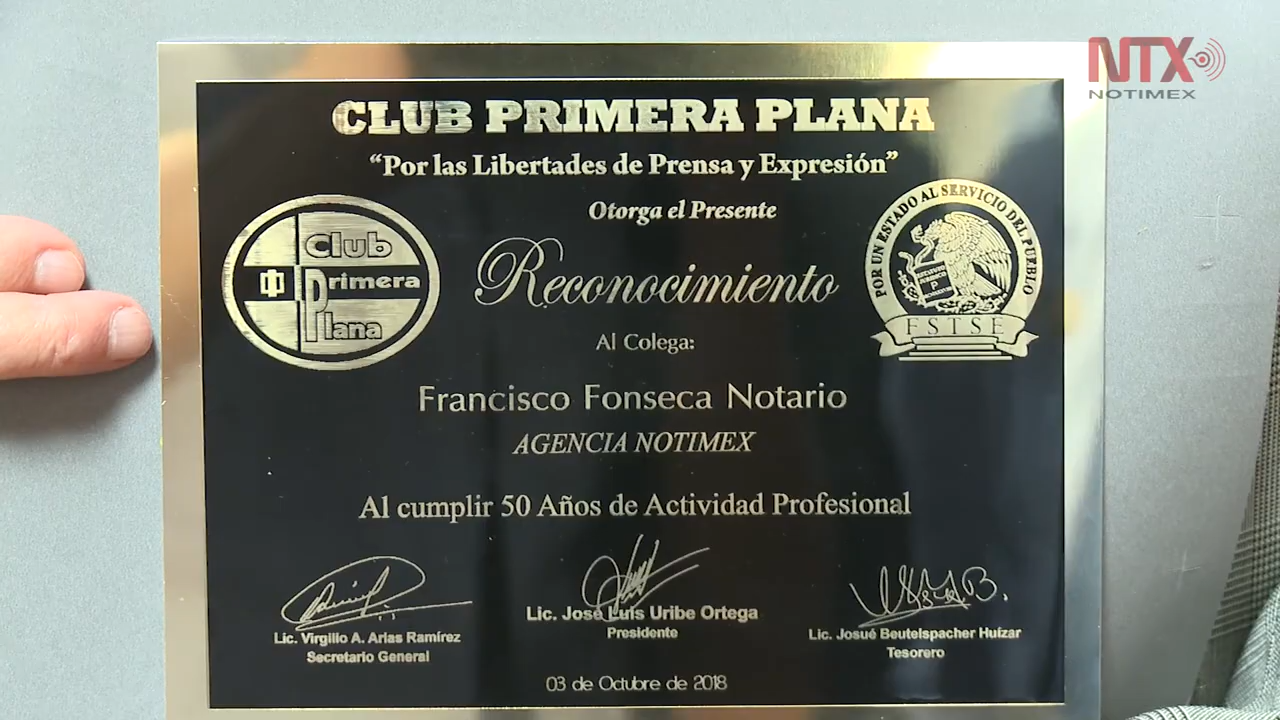 NTX
NOTIMEX
CLUB PRIMERA PLANA
“Por las Libertades de Prensa y Expresión”
Otorga el Presente
Reconocimiento
Club
Primera
Plana
POR UN ESTADO AL SERVICIO DEL PUEBLO
FSTSE
Al Colega:
Francisco Fonseca Notario
AGENCIA NOTIMEX
Al cumplir 50 Años de Actividad Profesional
Lic. Virgilio A. Arias Ramírez
Secretario General
Lic. José Luis Uribe Ortega
Presidente
Lic. Josué Beutelspacher Huízar
Tesorero
03 de Octubre de 2018